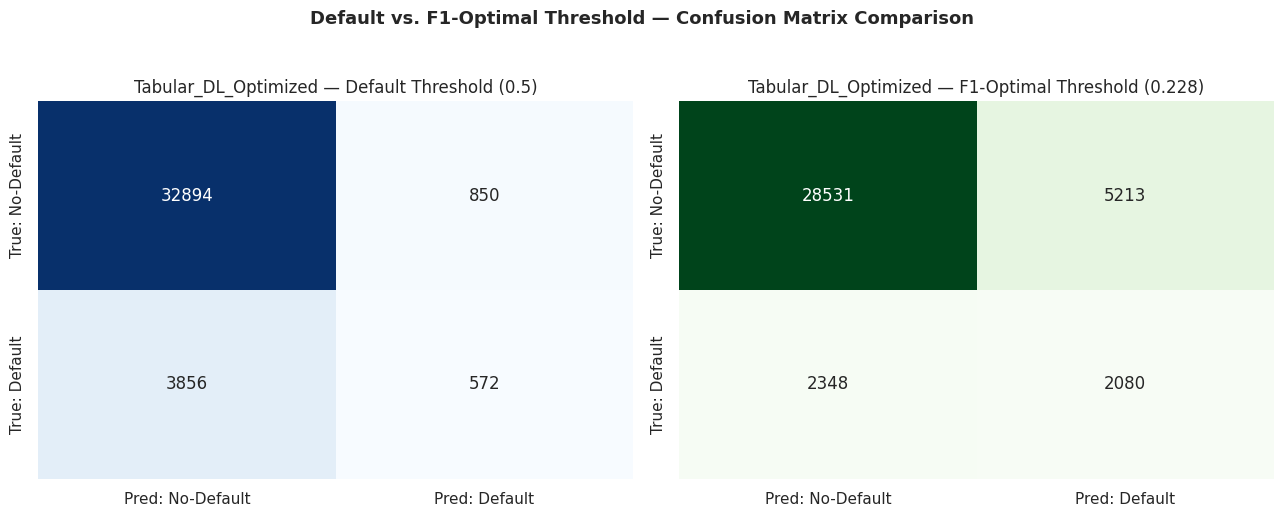 Default vs. F1-Optimal Threshold — Confusion Matrix Comparison
Tabular_DL_Optimized — Default Threshold (0.5)
True: No-Default
32894
850
True: Default
3856
572
Pred: No-Default
Pred: Default
Tabular_DL_Optimized — F1-Optimal Threshold (0.228)
True: No-Default
28531
5213
True: Default
2348
2080
Pred: No-Default
Pred: Default